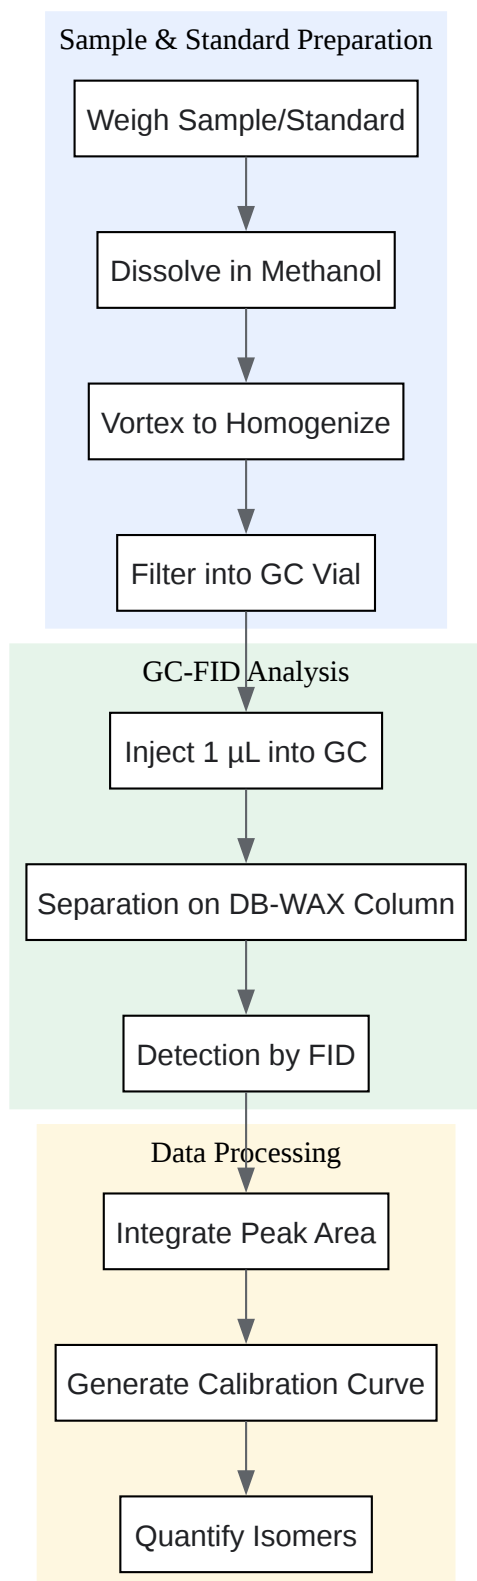 Sample & Standard Preparation
Weigh Sample/Standard
Dissolve in Methanol
Vortex to Homogenize
Filter into GC Vial
GC-FID Analysis
Inject 1 µL into GC
Separation on DB-WAX Column
Detection by FID
Data Processing
Integrate Peak Area
Generate Calibration Curve
Quantify Isomers